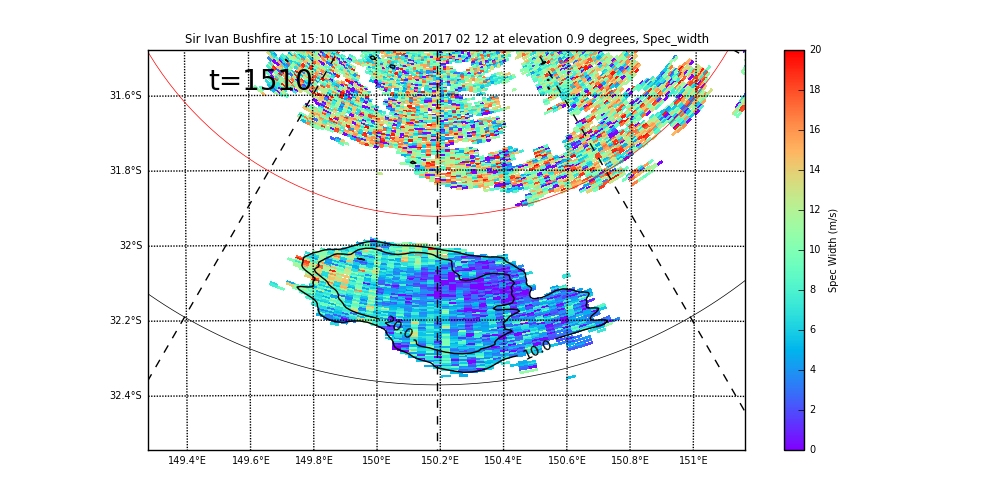 Sir Ivan Bushfire at 15:10 Local Time on 2017 02 12 at elevation 0.9 degrees, Spec_width
t=1510
31.6°S
31.8°S
32°S
32.2°S
32.4°S
20.0
10.0
149.4°E 149.6°E 149.8°E 150°E 150.2°E 150.4°E 150.6°E 150.8°E 151°E
20
18
16
14
12
10
8
6
4
2
0
Spec Width (m/s)